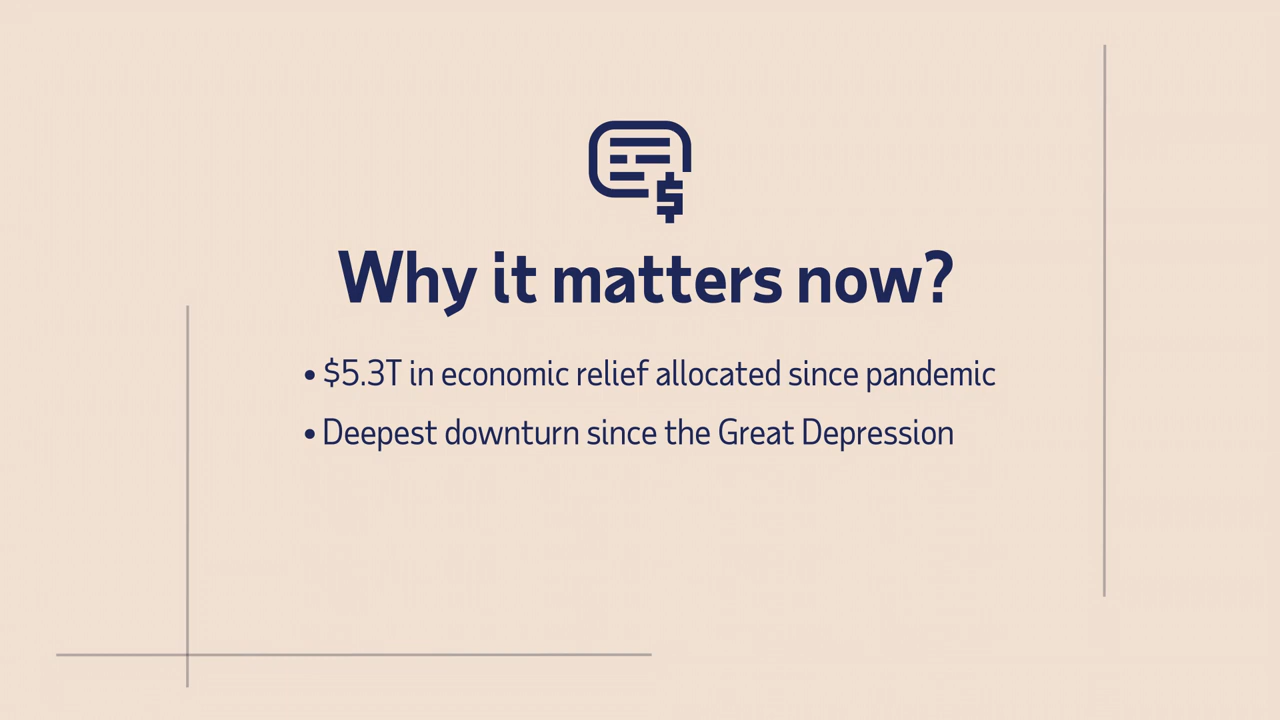 Why it matters now?
• $5.3T in economic relief allocated since pandemic
• Deepest downturn since the Great Depression